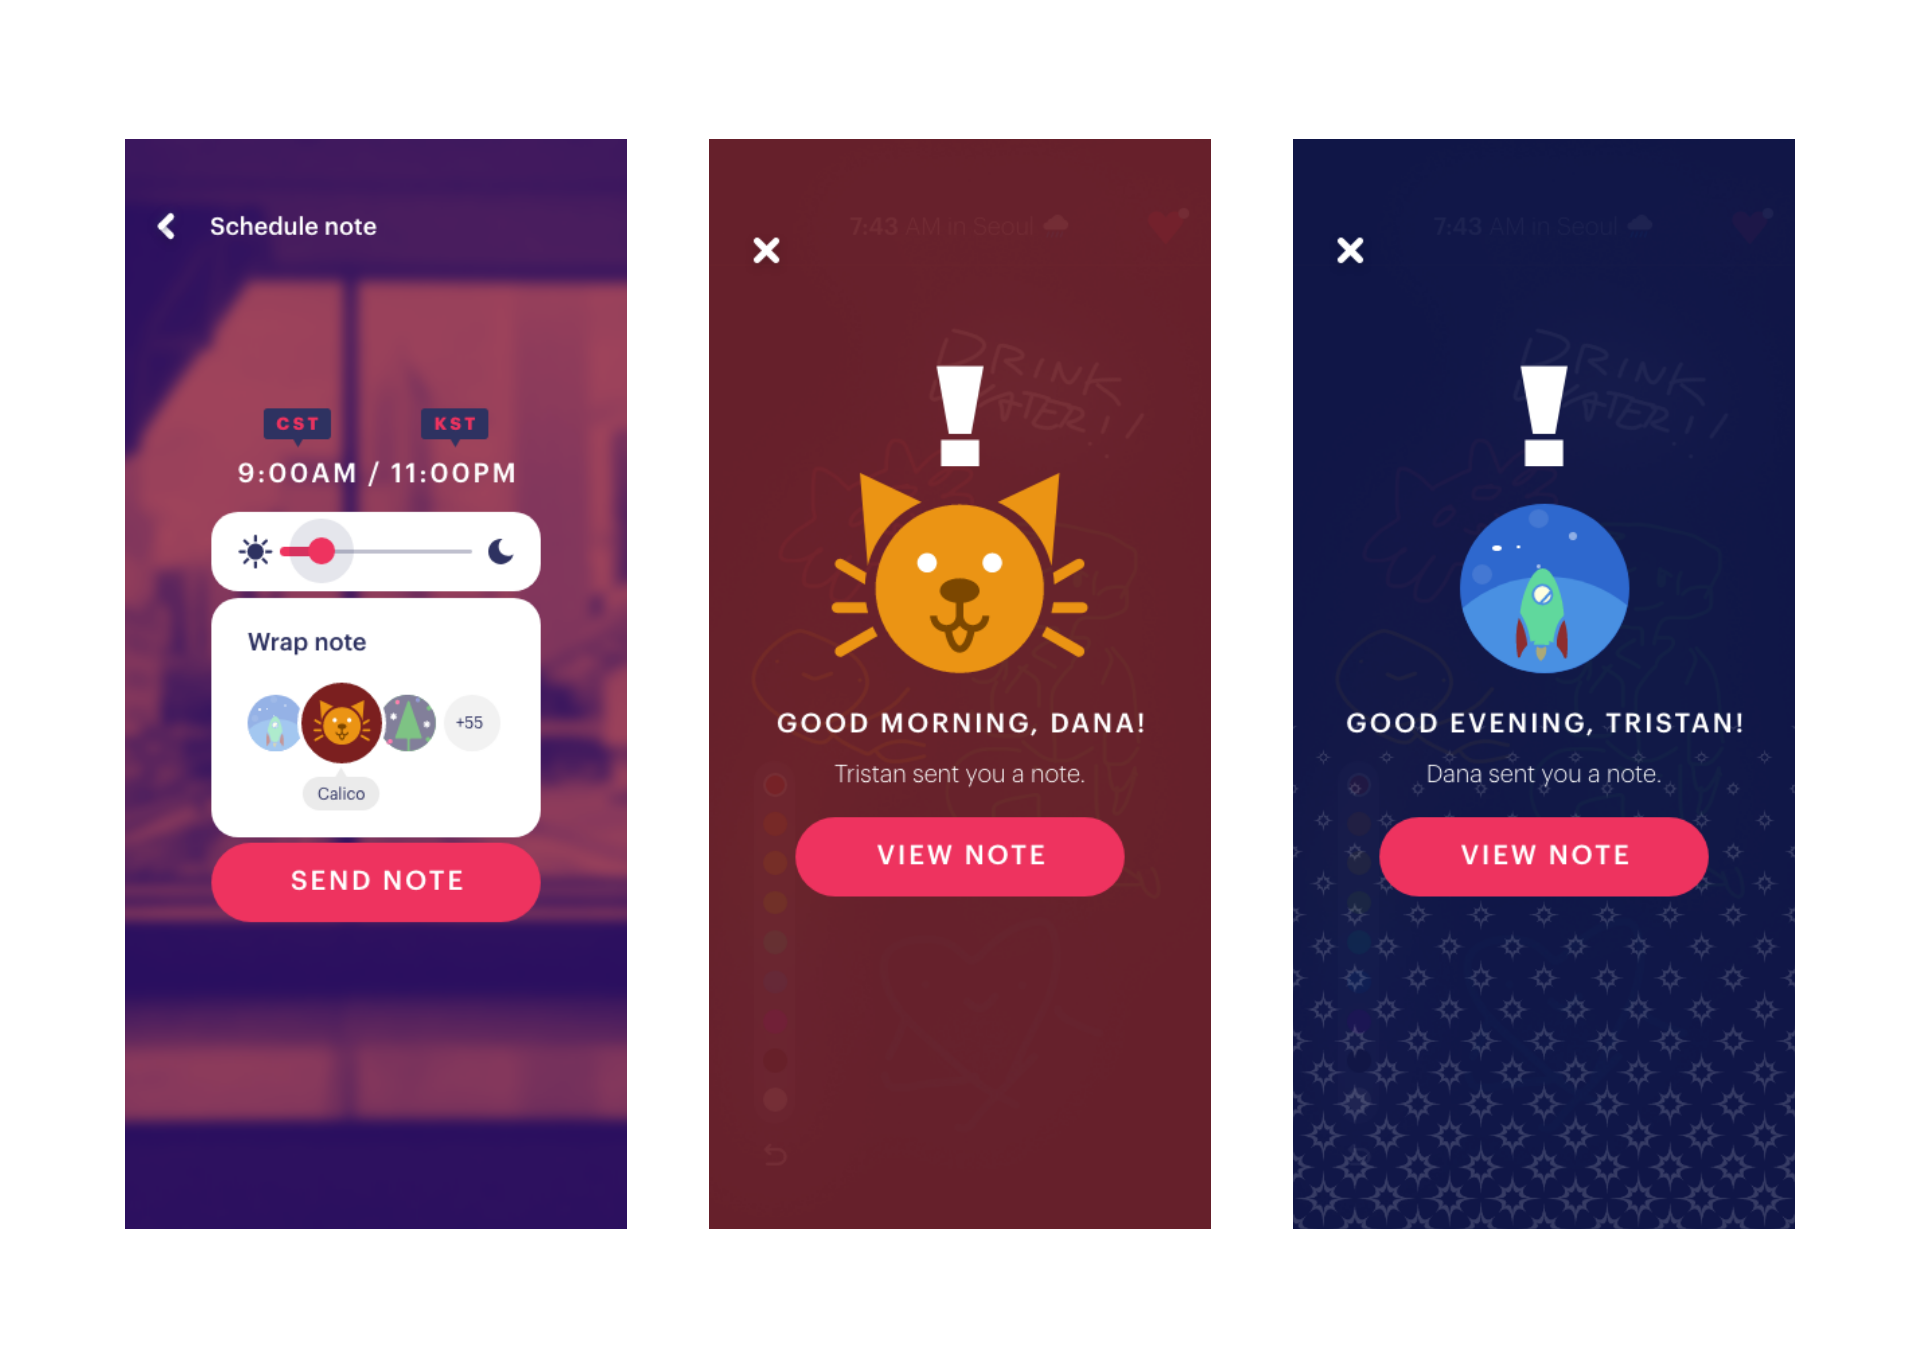 Schedule note
CST KST
9:00AM / 11:00PM
Wrap note
+55
Calico
SEND NOTE
7:43 AM in Seoul
DRINK
WATER!!
GOOD MORNING, DANA!
Tristan sent you a note.
VIEW NOTE
7:43 AM in Seoul
DRINK
WATER!!
GOOD EVENING, TRISTAN!
Dana sent you a note.
VIEW NOTE